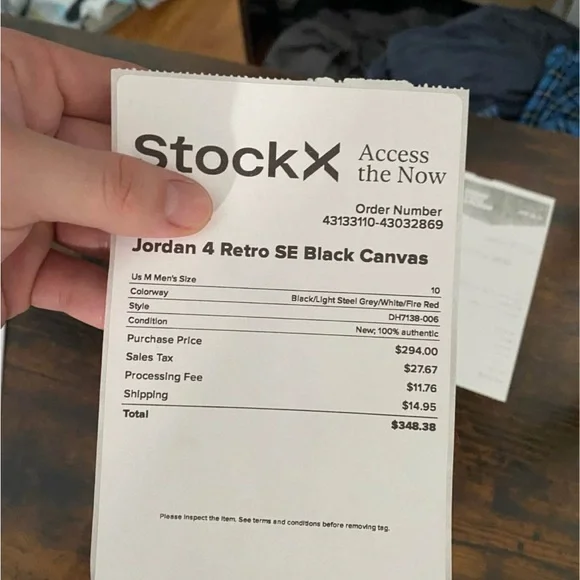 StockX
Access
the Now
Order Number
43133110-43032869
Jordan 4 Retro SE Black Canvas
Us M Men's Size 10
Colorway Black/Light Steel Grey/White/Fire Red
Style DH7138-006
Condition New; 100% authentic
Purchase Price $294.00
Sales Tax $27.67
Processing Fee $11.76
Shipping $14.95
Total $348.38
Please inspect the item. See terms and conditions before removing tag.